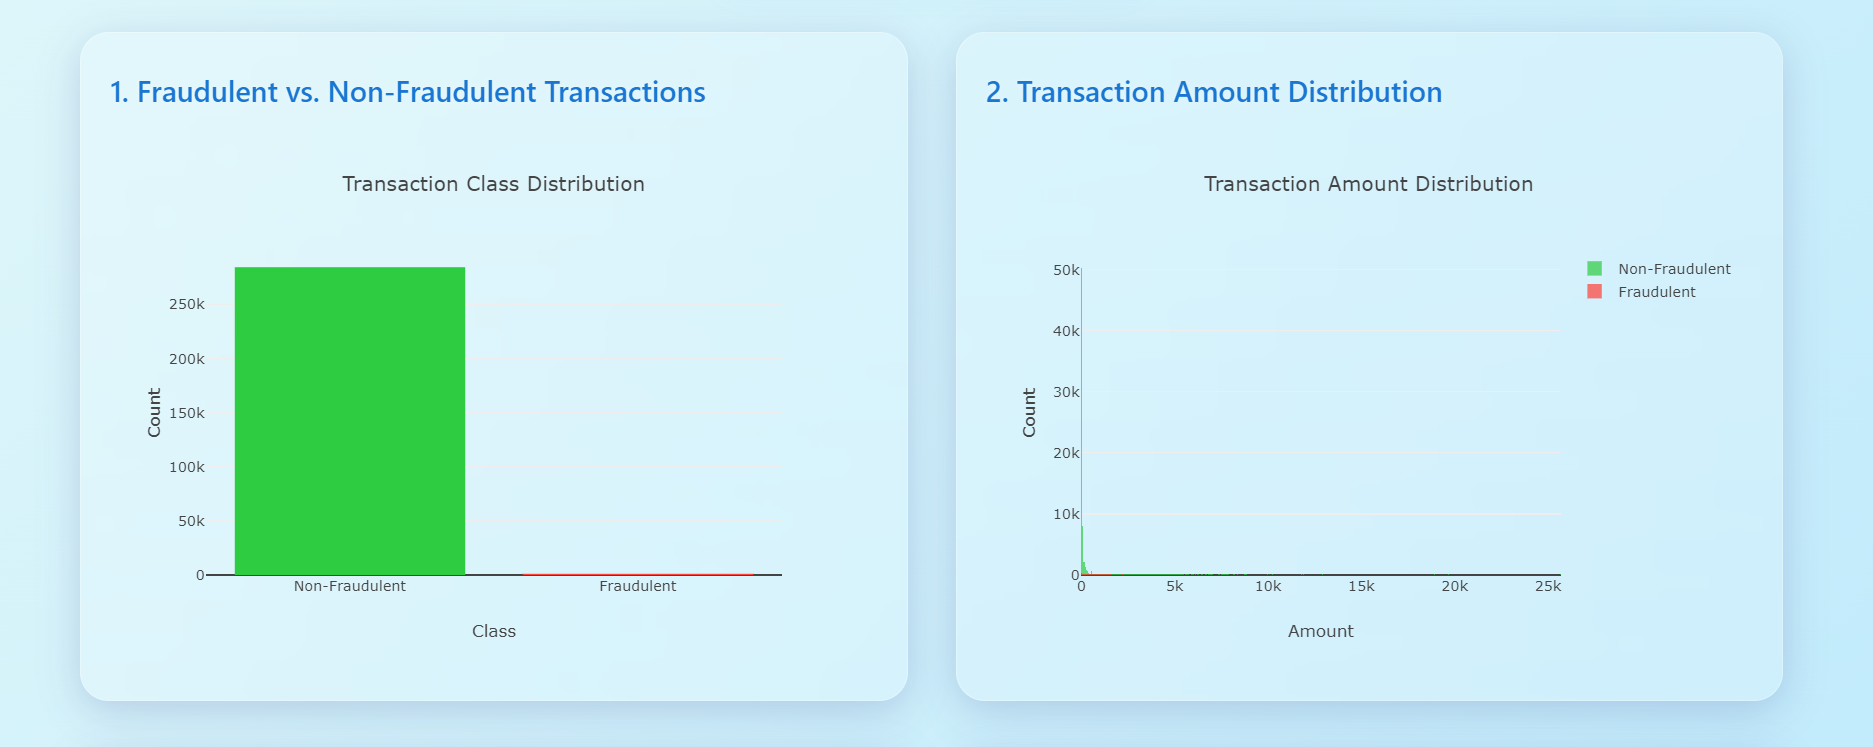 1. Fraudulent vs. Non-Fraudulent Transactions
Transaction Class Distribution
250k
200k
150k
100k
50k
0
Count
Non-Fraudulent
Fraudulent
Class
2. Transaction Amount Distribution
Transaction Amount Distribution
50k
40k
30k
20k
10k
0
Count
0
5k
10k
15k
20k
25k
Amount
Non-Fraudulent
Fraudulent